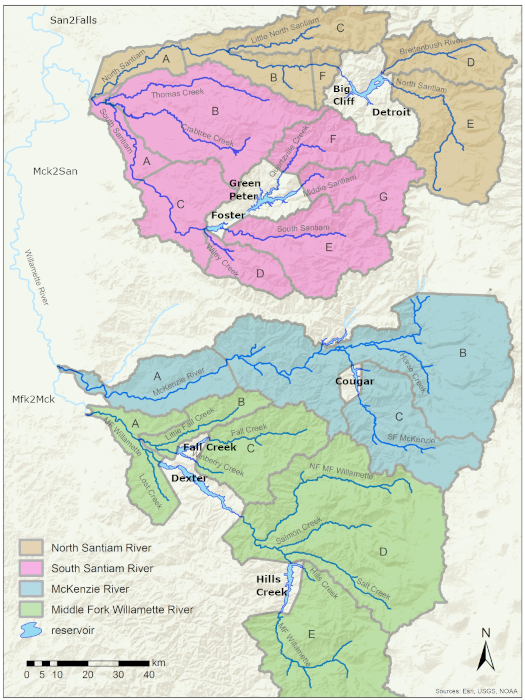 San2Falls
Little North Santiam
C
North Santiam
A
Breitenbush River
D
B
F
Big
Cliff
North Santiam
Detroit
E
Thomas Creek
B
South Santiam
Crabtree Creek
Quartzville Creek
F
A
Mck2San
Green
Peter
Middle Santiam
G
C
Foster
South Santiam
E
Wiley Creek
D
Willamette River
A
McKenzie River
B
Horse Creek
Cougar
C
SF McKenzie
Mfk2Mck
A
MF Willamette
B
Little Fall Creek
Fall Creek
C
Fall Creek
Winberry Creek
Dexter
Lost Creek
NF MF Willamette
Salmon Creek
D
Hills
Creek
Hills Creek
Salt Creek
MF Willamette
E
North Santiam River
South Santiam River
McKenzie River
Middle Fork Willamette River
reservoir
0 5 10 20 30 40
km
N
Sources: Esri, USGS, NOAA